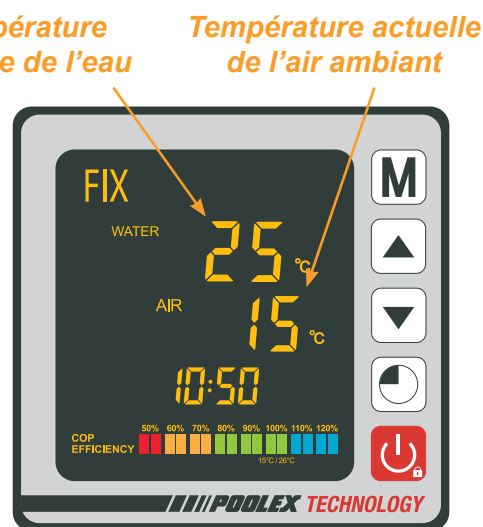 pérature
Température actuelle
e de l'eau
de l'air ambiant
FIX
M
WATER
25 °C
AIR
15 °C
10:50
50% 60% 70% 80% 90% 100% 110% 120%
COP
EFFICIENCY
15°C / 26°C
POOLEX TECHNOLOGY